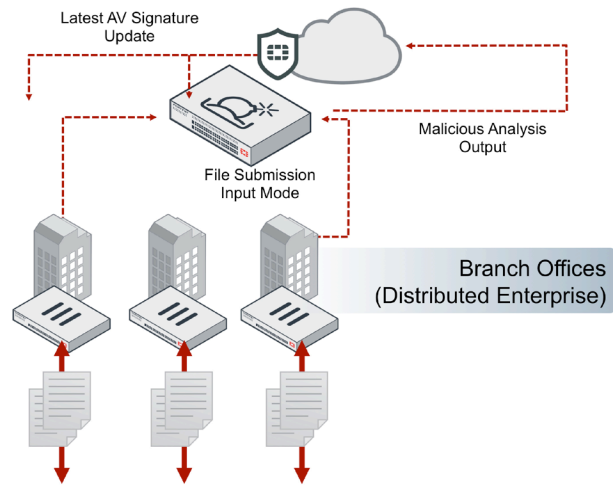 Latest AV Signature
Update
Malicious Analysis
Output
File Submission
Input Mode
Branch Offices
(Distributed Enterprise)